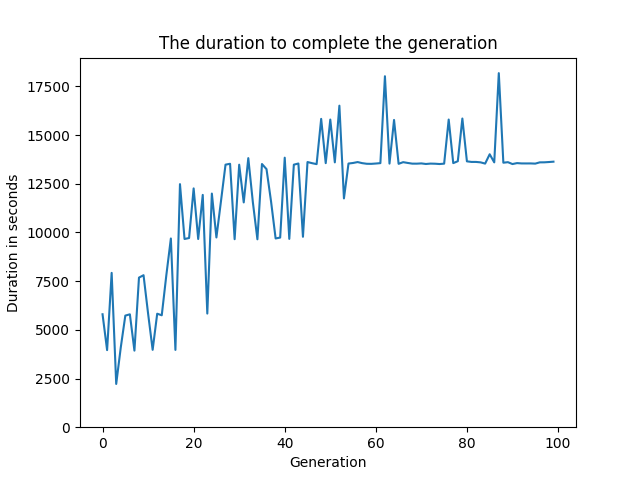 The duration to complete the generation
17500
15000
12500
10000
7500
5000
2500
0
Duration in seconds
0 20 40 60 80 100
Generation